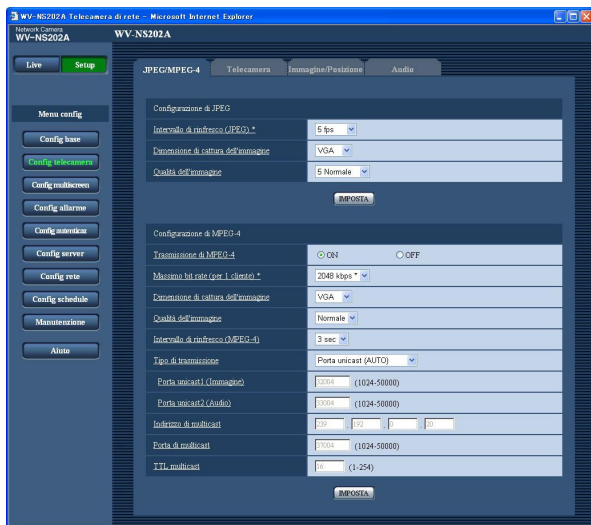 WV-NS202A Telecamera di rete - Microsoft Internet Explorer
Network Camera
WV-NS202A
WV-NS202A
Live Setup
JPEG/MPEG-4 Telecamera Immagine/Posizione Audio
Menu config
Config base
Config telecamera
Config multiscreen
Config allarme
Config autenticaz
Config server
Config rete
Config schedule
Manutenzione
Aiuto
Configurazione di JPEG
Intervallo di rinfresco (JPEG) * 5 fps
Dimensione di cattura dell'immagine VGA
Qualità dell'immagine 5 Normale
IMPOSTA
Configurazione di MPEG-4
Trasmissione di MPEG-4 ON OFF
Massimo bit rate (per 1 cliente) * 2048 kbps *
Dimensione di cattura dell'immagine VGA
Qualità dell'immagine Normale
Intervallo di rinfresco (MPEG-4) 3 sec
Tipo di trasmissione Porta unicast (AUTO)
Porta unicast1 (Immagine) 32004 (1024-50000)
Porta unicast2 (Audio) 33004 (1024-50000)
Indirizzo di multicast 239 . 192 . 0 . 20
Porta di multicast 37004 (1024-50000)
TTL multicast 16 (1-254)
IMPOSTA